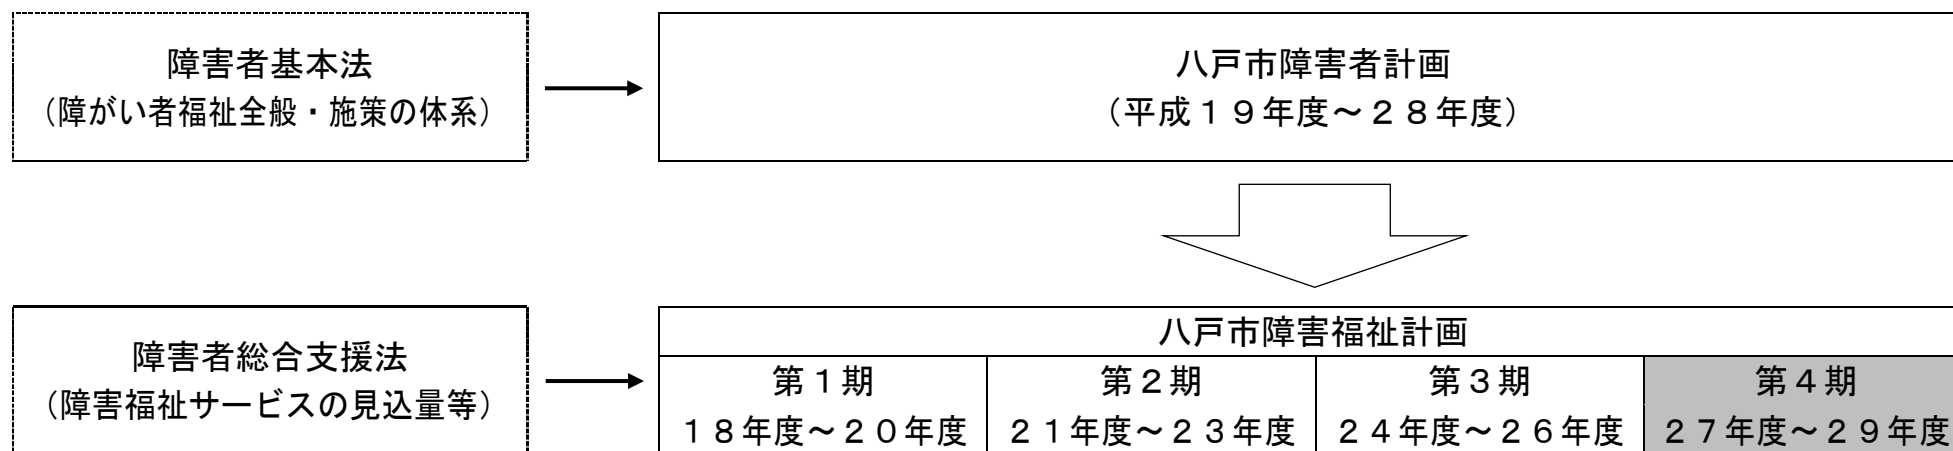 障害者基本法
（障がい者福祉全般・施策の体系）
八戸市障害者計画
（平成１９年度～２８年度）
障害者総合支援法
（障害福祉サービスの見込量等）
八戸市障害福祉計画
第１期
１８年度～２０年度
第２期
２１年度～２３年度
第３期
２４年度～２６年度
第４期
２７年度～２９年度